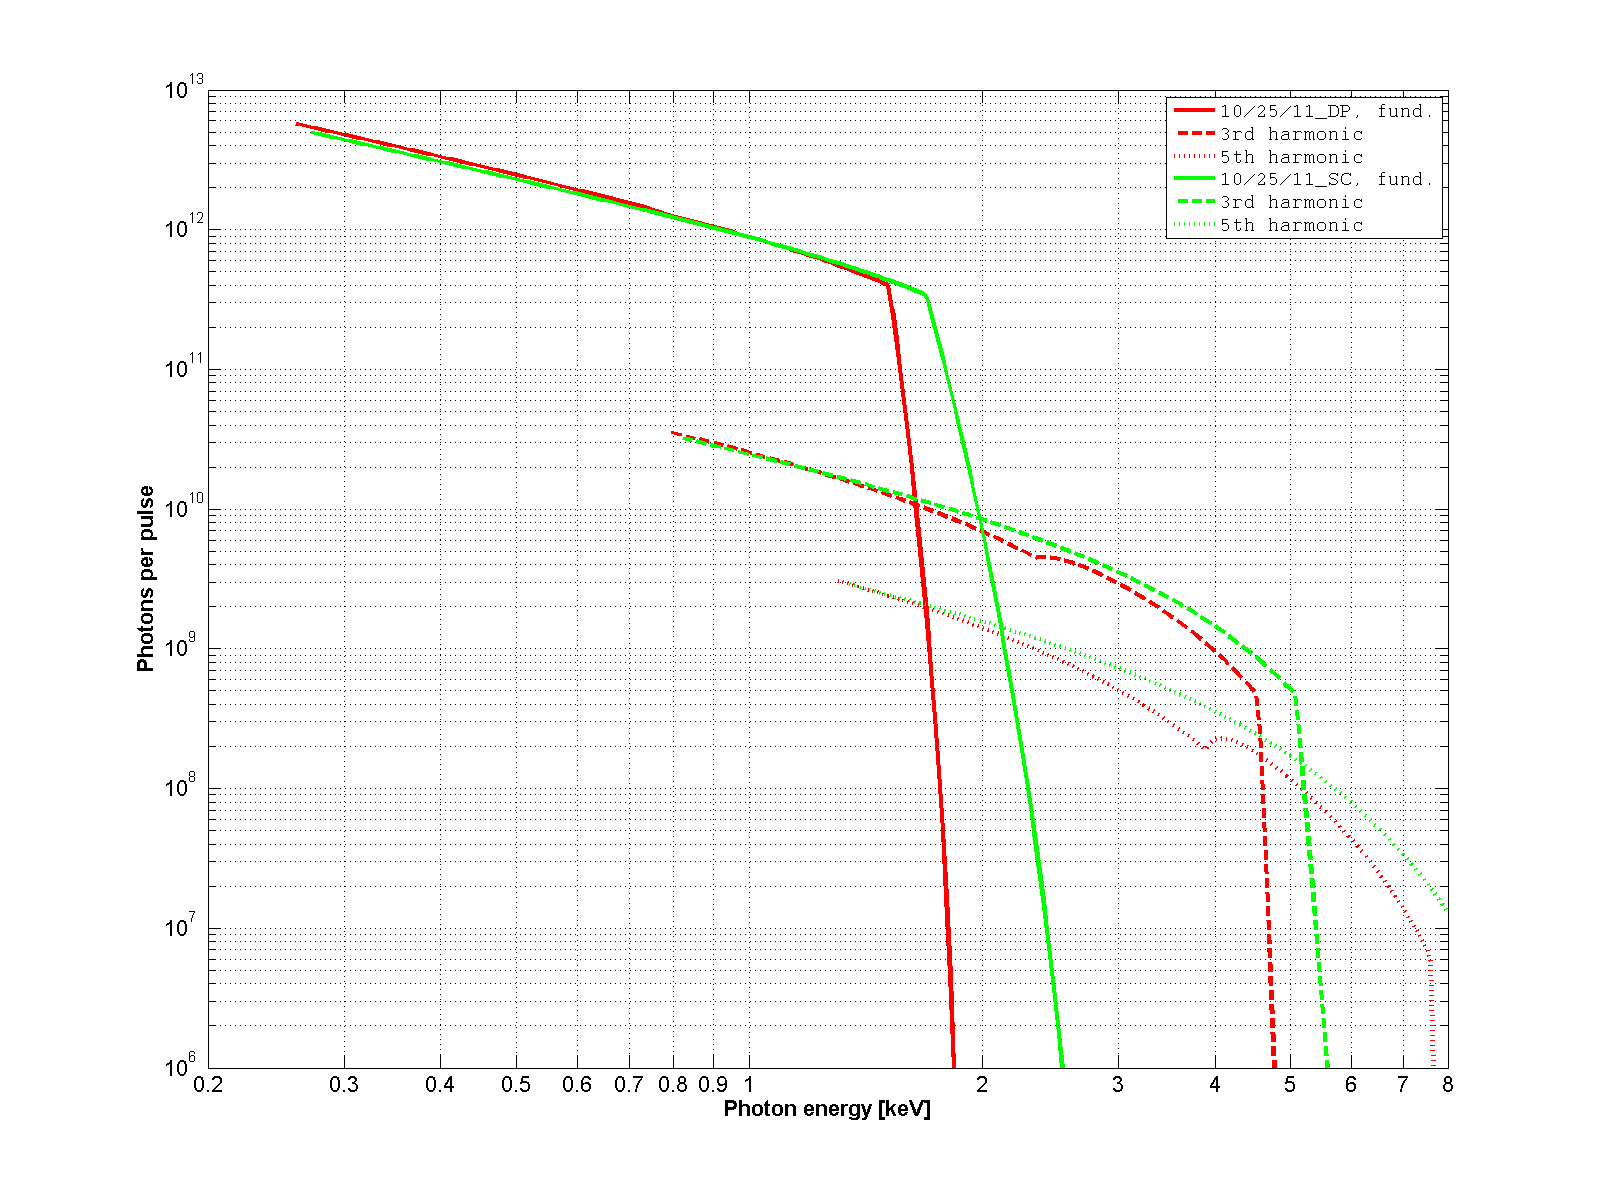 10^13
10^12
10^11
10^10
10^9
10^8
10^7
10^6
Photons per pulse
10/25/11_DP, fund.
3rd harmonic
5th harmonic
10/25/11_SC, fund.
3rd harmonic
5th harmonic
0.2 0.3 0.4 0.5 0.6 0.7 0.8 0.9 1 2 3 4 5 6 7 8
Photon energy [keV]